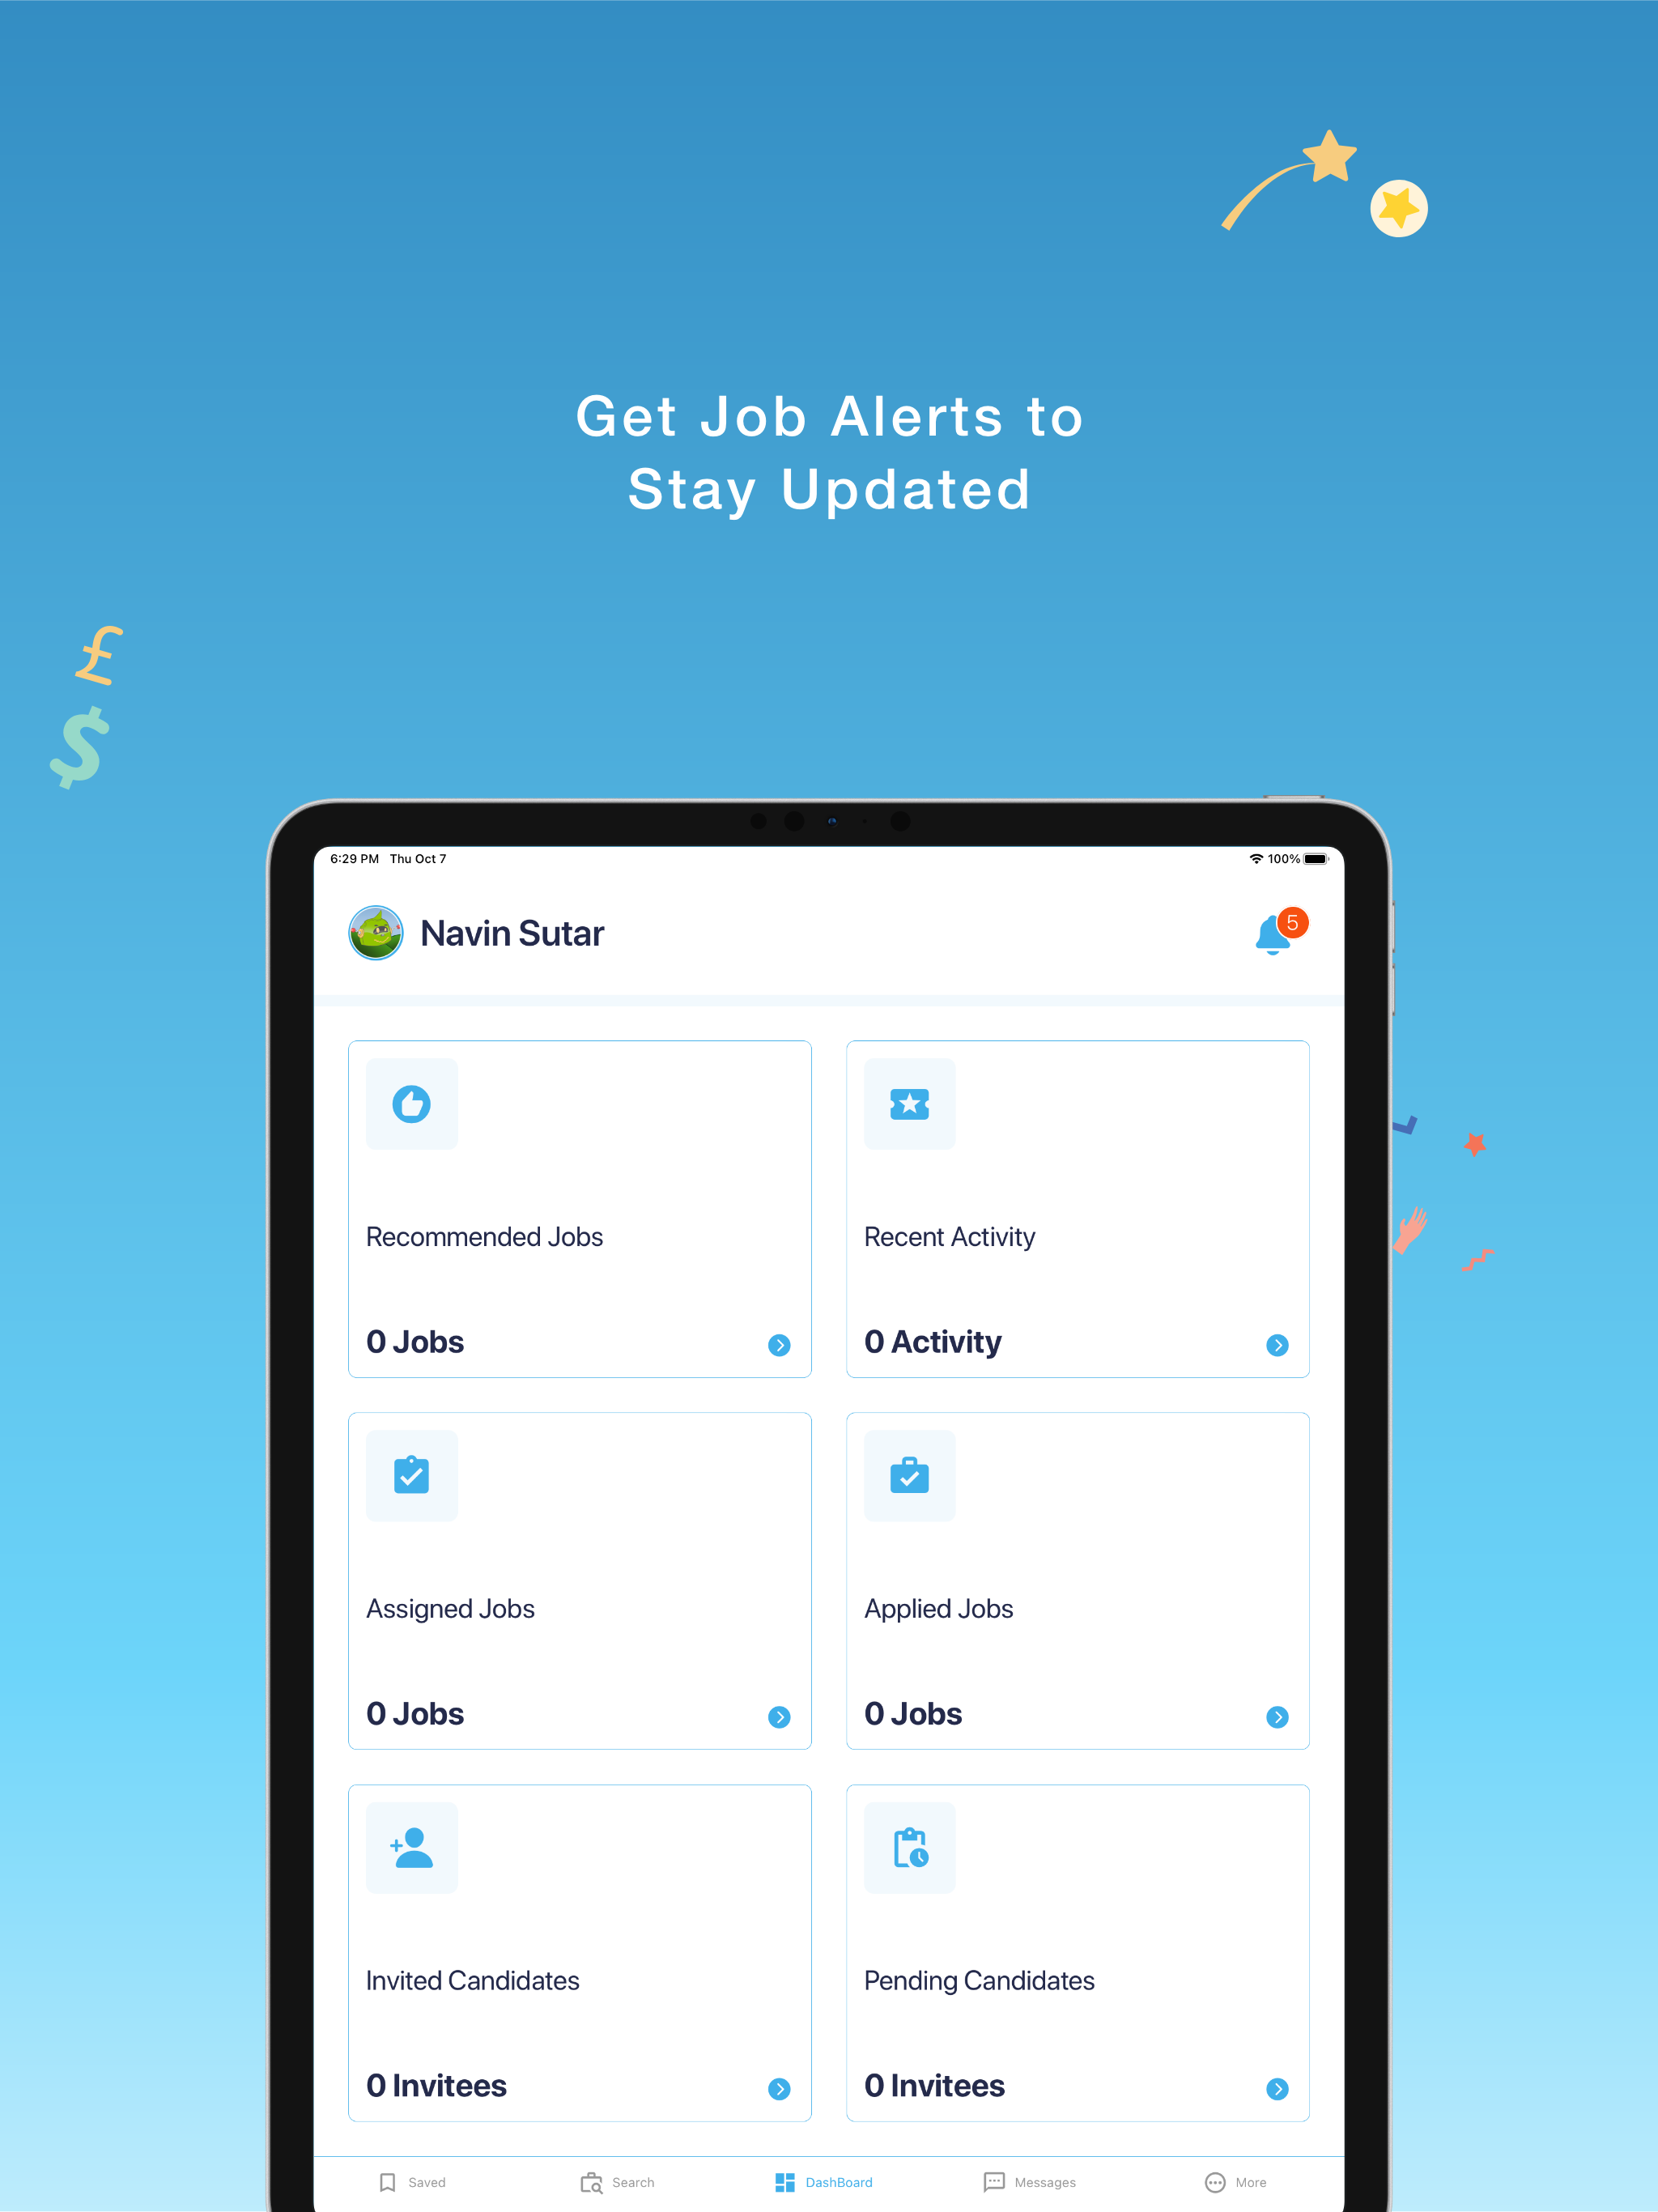 Get Job Alerts to
Stay Updated
£
$
6:29 PM Thu Oct 7
100%
Navin Sutar
5
Recommended Jobs
0 Jobs
Recent Activity
0 Activity
Assigned Jobs
0 Jobs
Applied Jobs
0 Jobs
Invited Candidates
0 Invitees
Pending Candidates
0 Invitees
Saved
Search
DashBoard
Messages
More